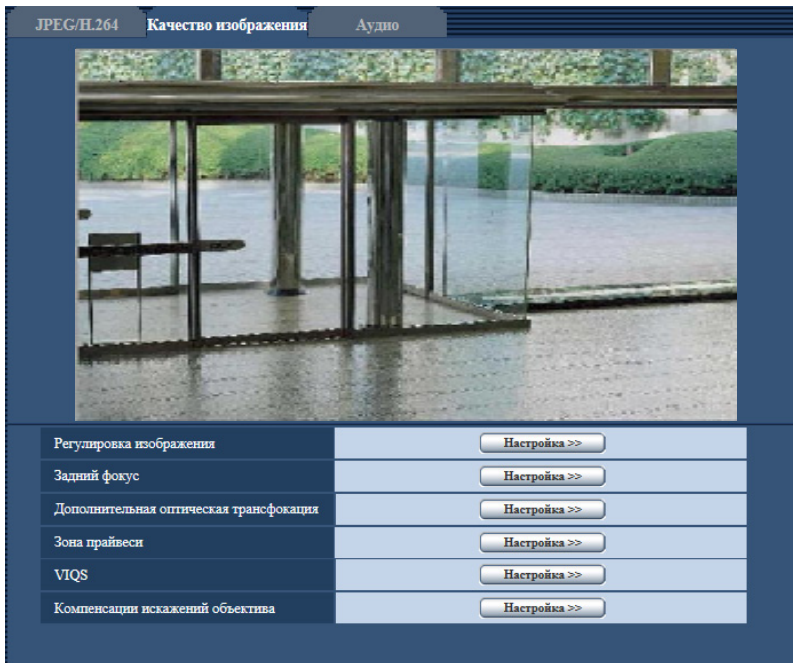 JPEG/H.264 Качество изображения Аудио
Регулировка изображения Настройка >>
Задний фокус Настройка >>
Дополнительная оптическая трансфокация Настройка >>
Зона прайвеси Настройка >>
VIQS Настройка >>
Компенсации искажений объектива Настройка >>